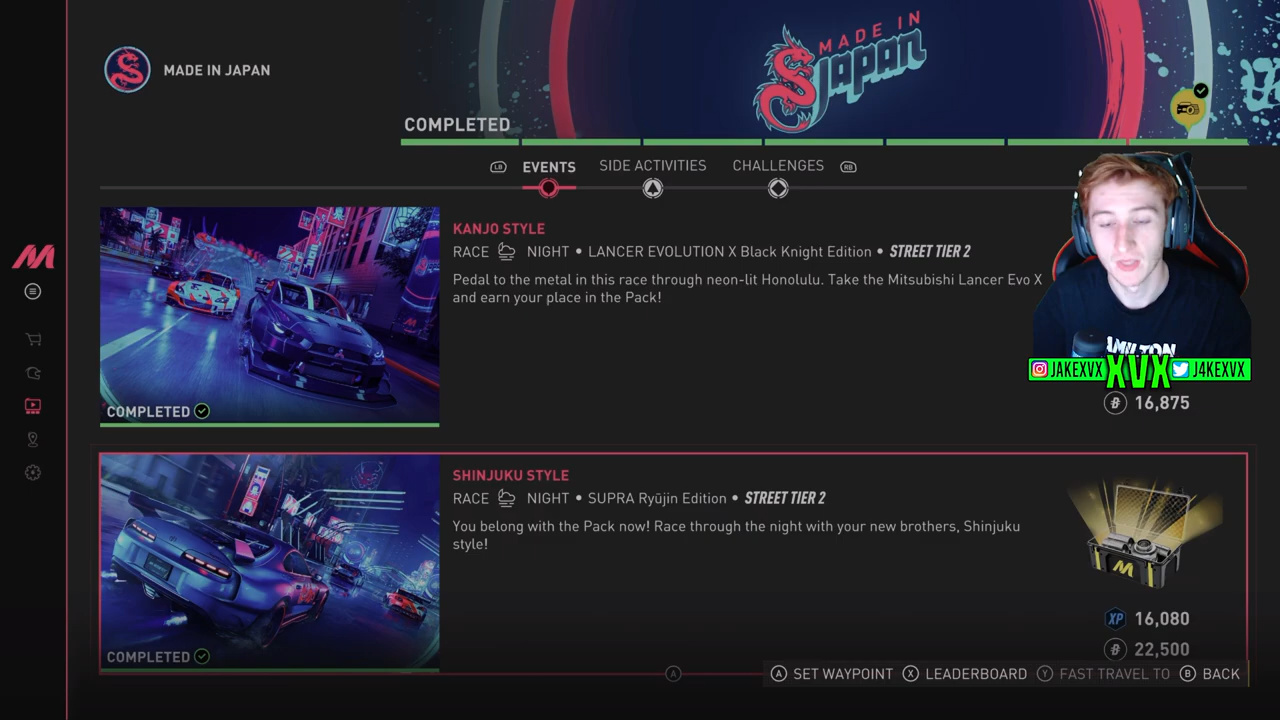 MADE IN JAPAN
MADE IN
Japan
COMPLETED
LB EVENTS SIDE ACTIVITIES CHALLENGES RB
KANJO STYLE
RACE NIGHT • LANCER EVOLUTION X Black Knight Edition • STREET TIER 2
Pedal to the metal in this race through neon-lit Honolulu. Take the Mitsubishi Lancer Evo X
and earn your place in the Pack!
COMPLETED
JAKEXVX XVX J4KEXVX
16,875
SHINJUKU STYLE
RACE NIGHT • SUPRA Ryūjin Edition • STREET TIER 2
You belong with the Pack now! Race through the night with your new brothers, Shinjuku
style!
XP 16,080
22,500
COMPLETED
A A SET WAYPOINT X LEADERBOARD Y FAST TRAVEL TO B BACK